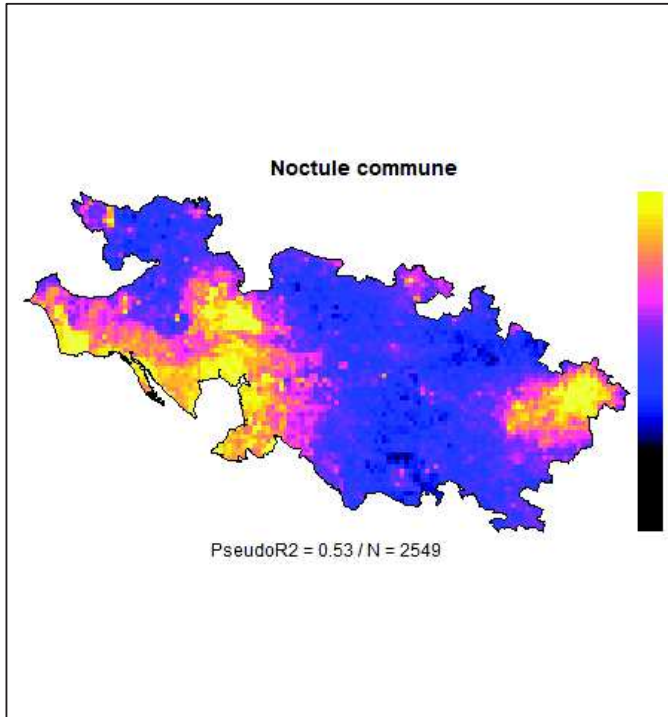 Noctule commune
PseudoR2 = 0.53 / N = 2549